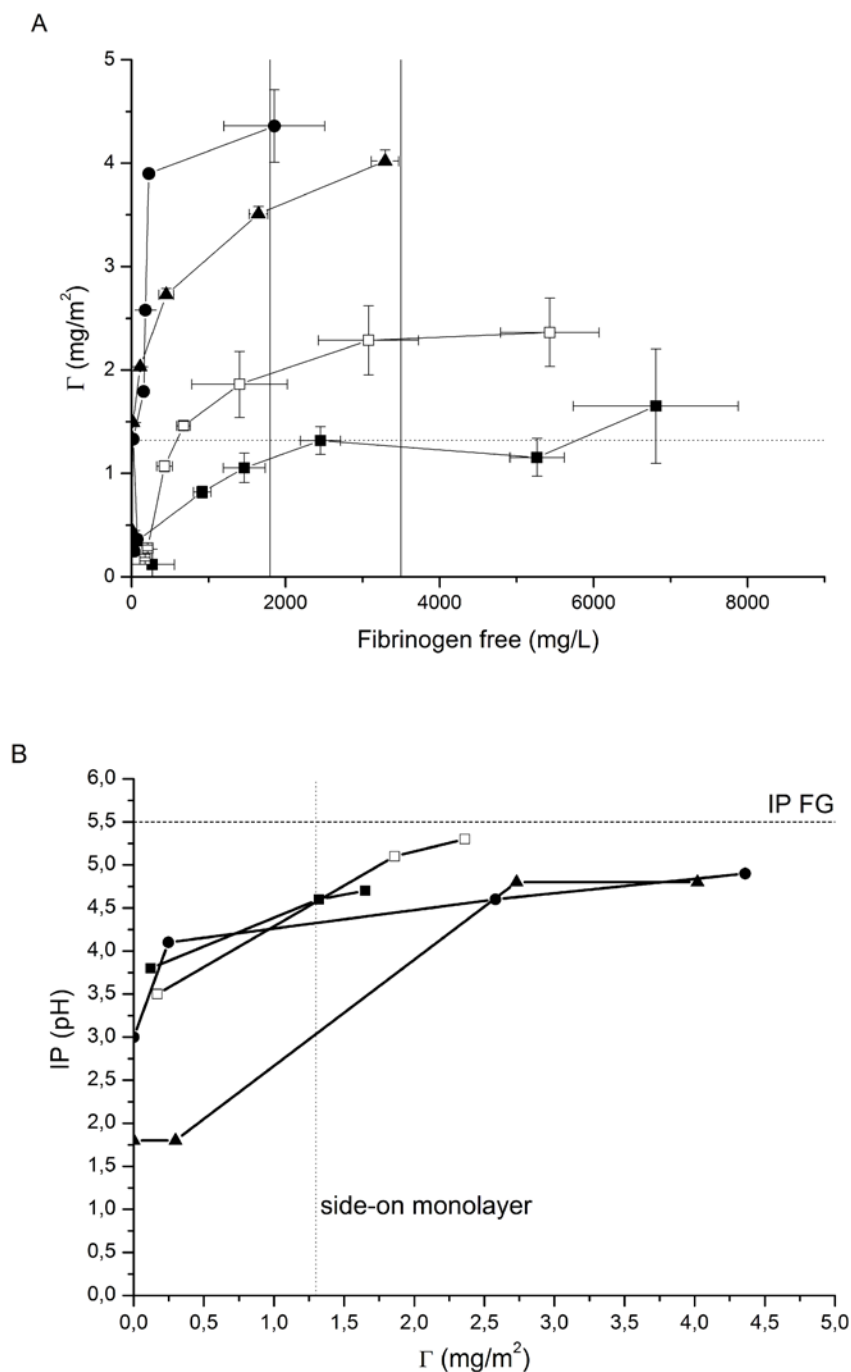 A
5
4
3
2
1
0
Γ (mg/m²)
0 2000 4000 6000 8000
Fibrinogen free (mg/L)
B
6,0
5,5
5,0
4,5
4,0
3,5
3,0
2,5
2,0
1,5
1,0
0,5
0,0
IP (pH)
IP FG
side-on monolayer
0,0 0,5 1,0 1,5 2,0 2,5 3,0 3,5 4,0 4,5 5,0
Γ (mg/m²)